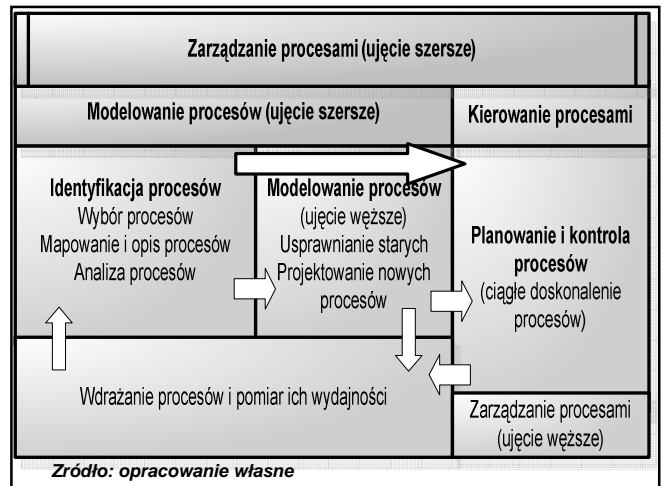 Zarządzanie procesami (ujęcie szersze)
Modelowanie procesów (ujęcie szersze)
Kierowanie procesami
Identyfikacja procesów
Wybór procesów
Mapowanie i opis procesów
Analiza procesów
Modelowanie procesów
(ujęcie węższe)
Usprawnianie starych
Projektowanie nowych
procesów
Planowanie i kontrola
procesów
(ciągłe doskonalenie
procesów)
Wdrażanie procesów i pomiar ich wydajności
Zarządzanie procesami
(ujęcie węższe)
Zródło: opracowanie własne